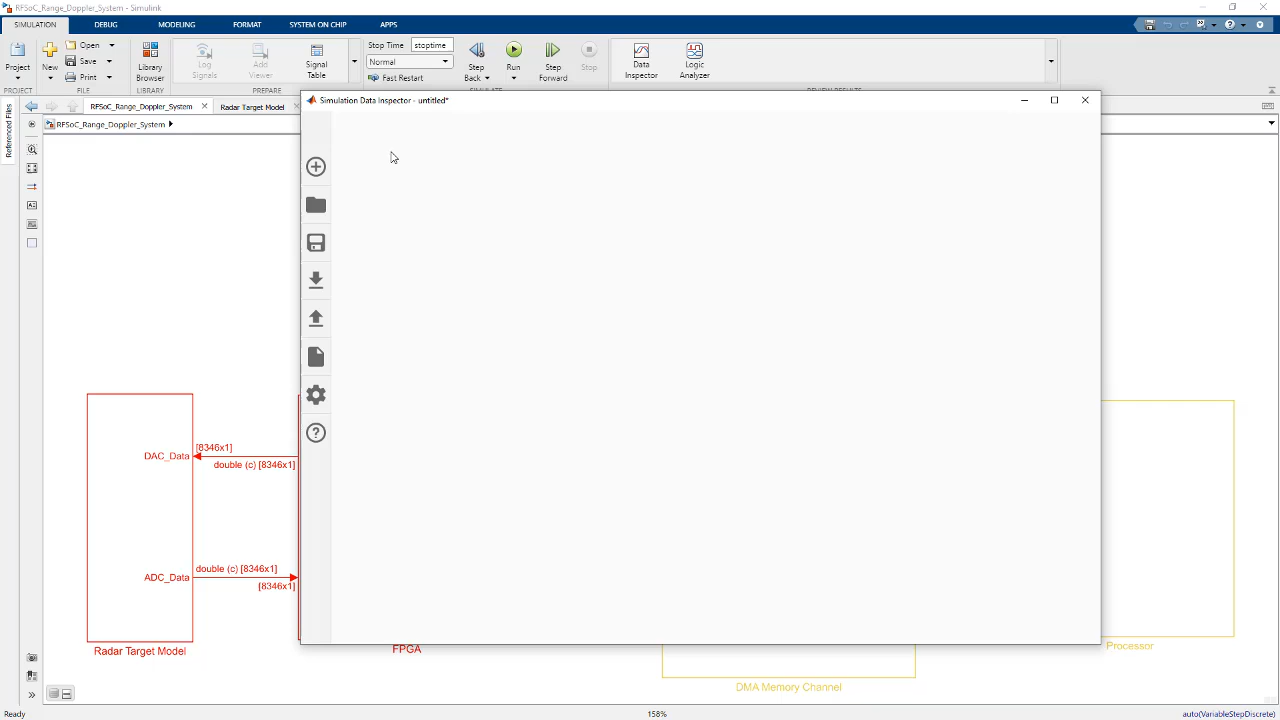 RFSoC_Range_Doppler_System - Simulink
SIMULATION DEBUG MODELING FORMAT SYSTEM ON CHIP APPS
Project
New
Open
Save
Print
Library Browser
Log Signals
Add Viewer
Signal Table
Stop Time stoptime
Normal
Fast Restart
Step Back
Run
Step Forward
Stop
Data Inspector
Logic Analyzer
PROJECT FILE LIBRARY PREPARE
Referenced Files
RFSoC_Range_Doppler_System
Radar Target Model
RFSoC_Range_Doppler_System
Simulation Data Inspector - untitled*
DAC_Data
[8346x1]
double (c) [8346x1]
ADC_Data
double (c) [8346x1]
[8346x1]
Radar Target Model
FPGA
DMA Memory Channel
Processor
Ready
158%
auto(VariableStepDiscrete)